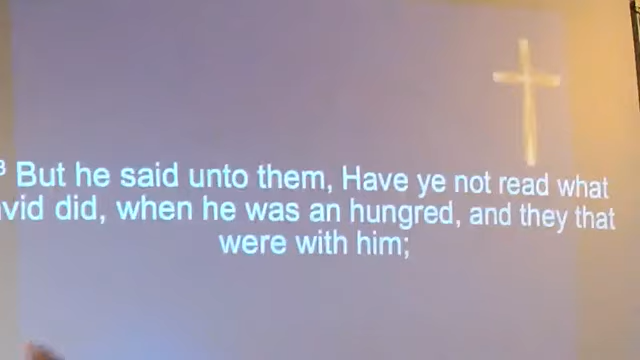 3 But he said unto them, Have ye not read what
vid did, when he was an hungred, and they that
were with him;